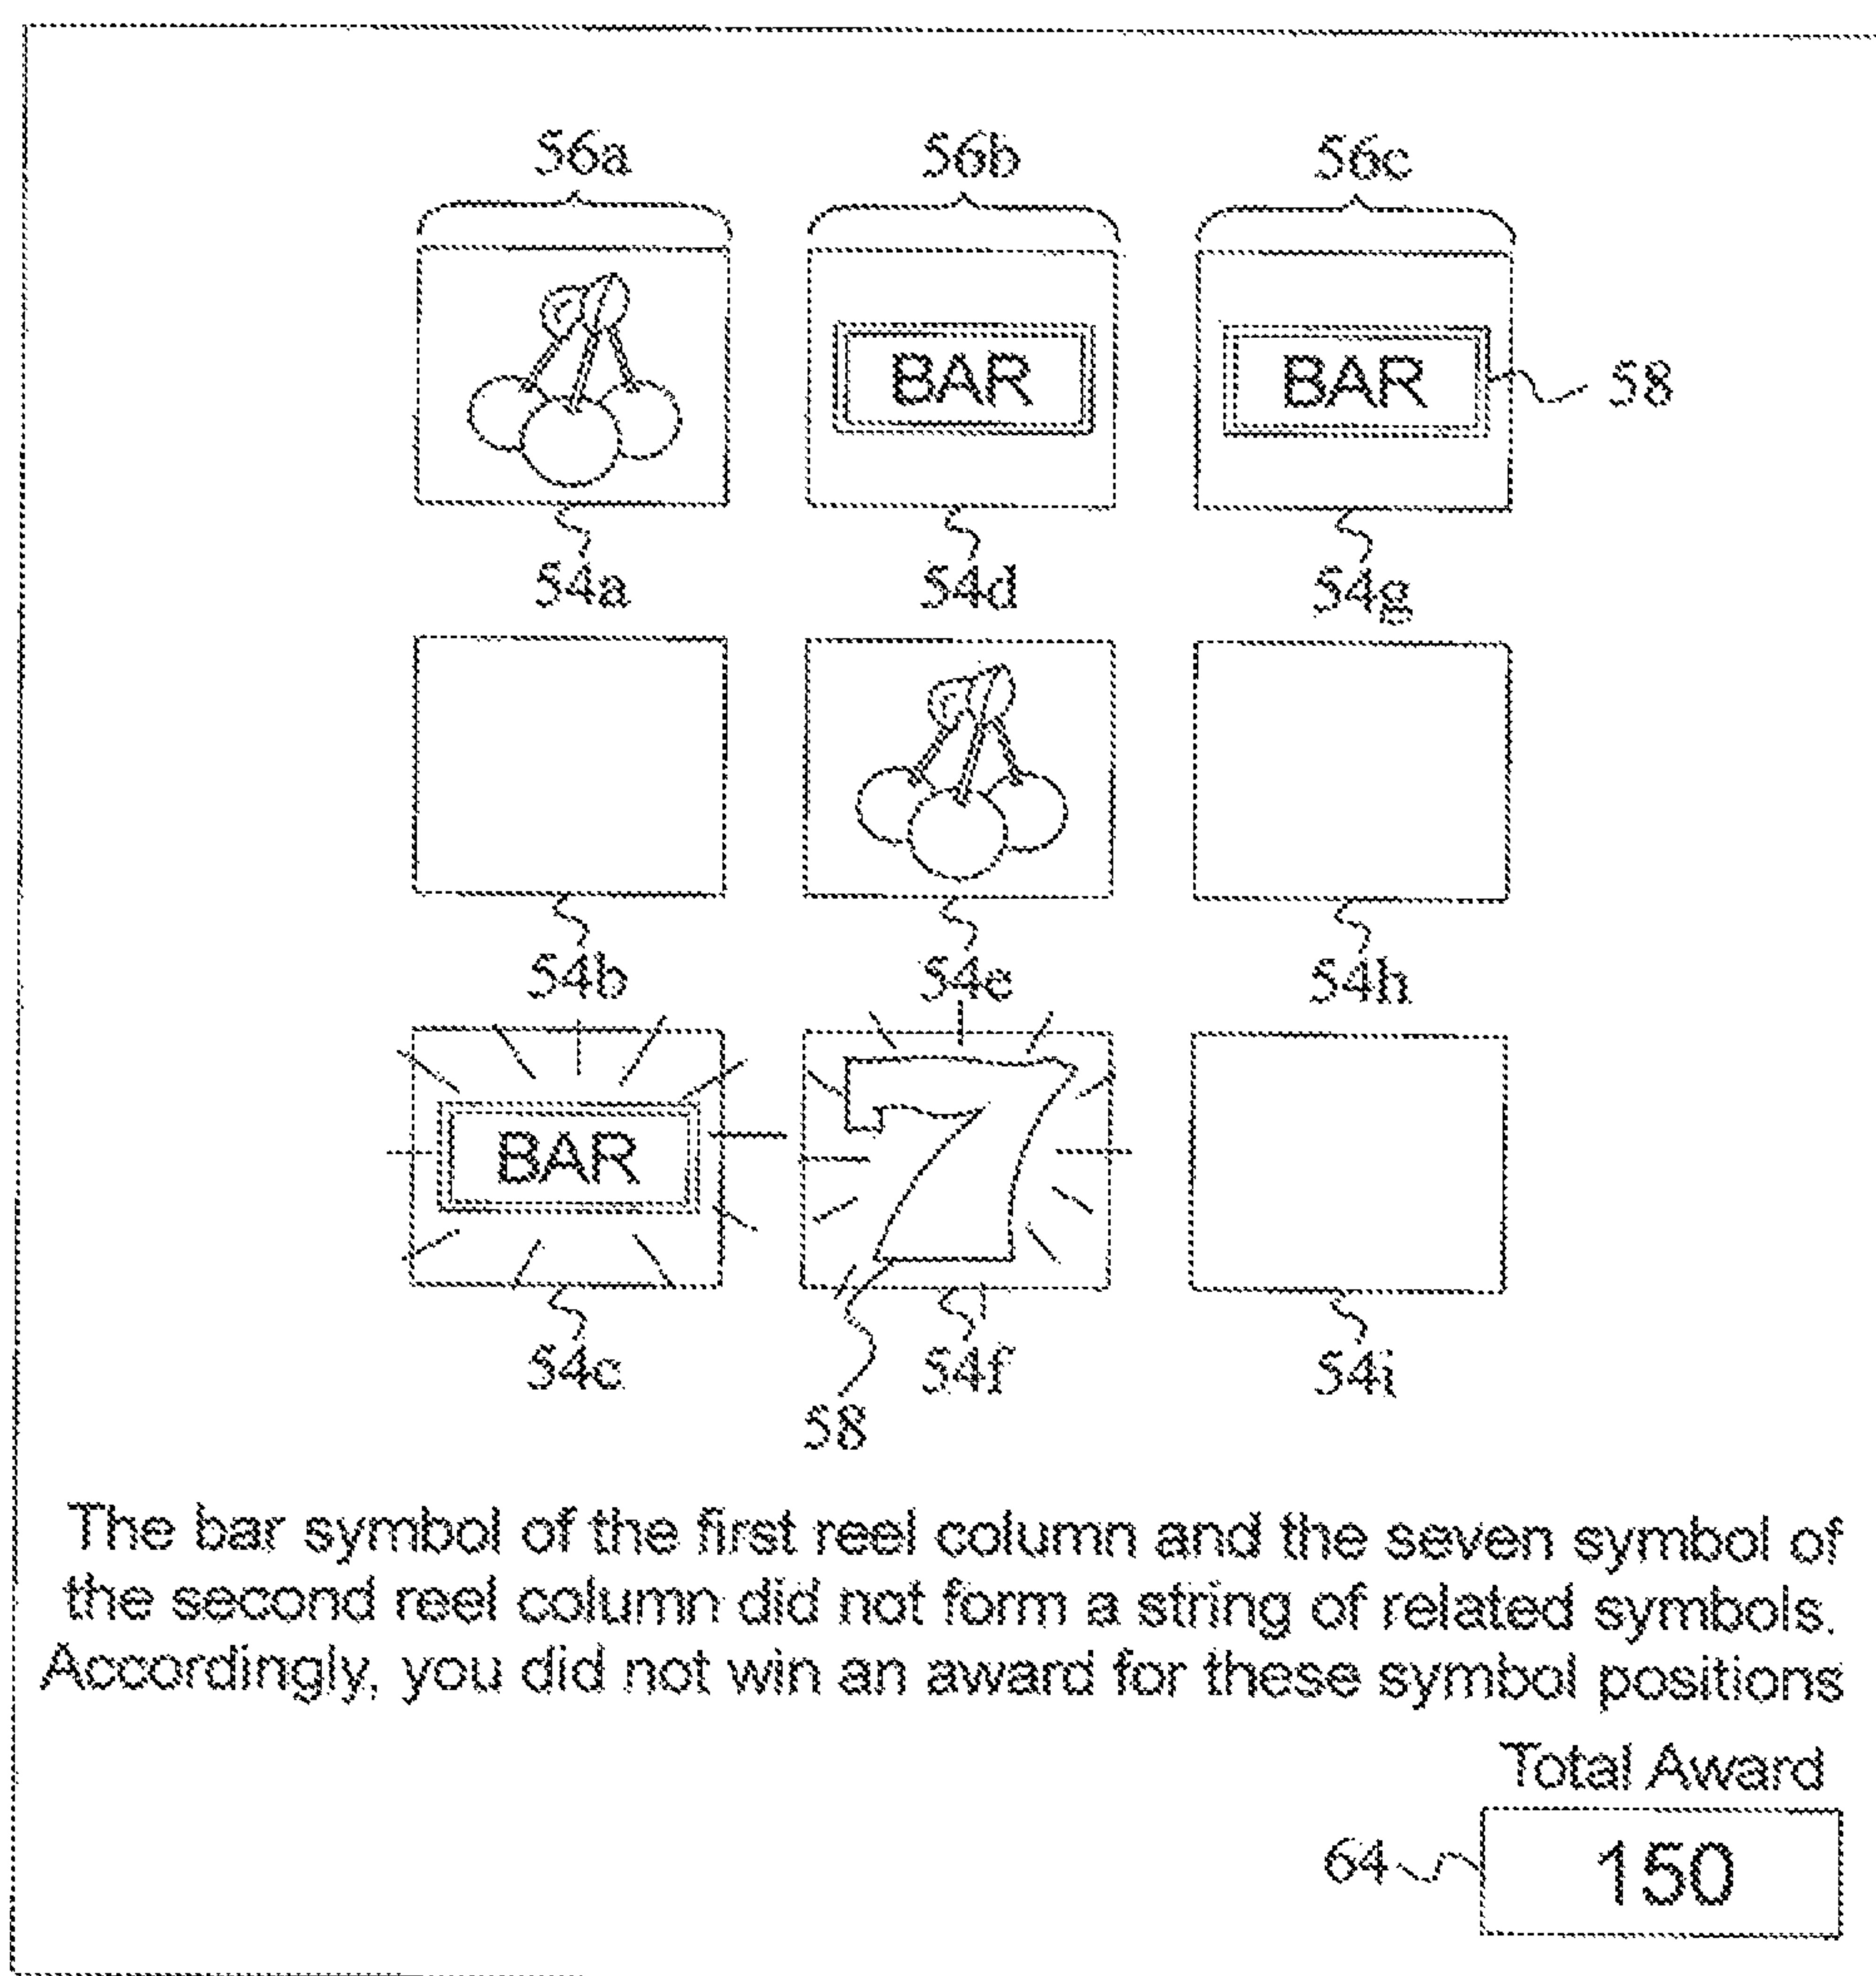 56a 56b 56c
BAR BAR 58
54a 54d 54g
54b 54e 54h
BAR 7
54c 54f 54i
58
The bar symbol of the first reel column and the seven symbol of
the second reel column did not form a string of related symbols.
Accordingly, you did not win an award for these symbol positions
Total Award
64 150